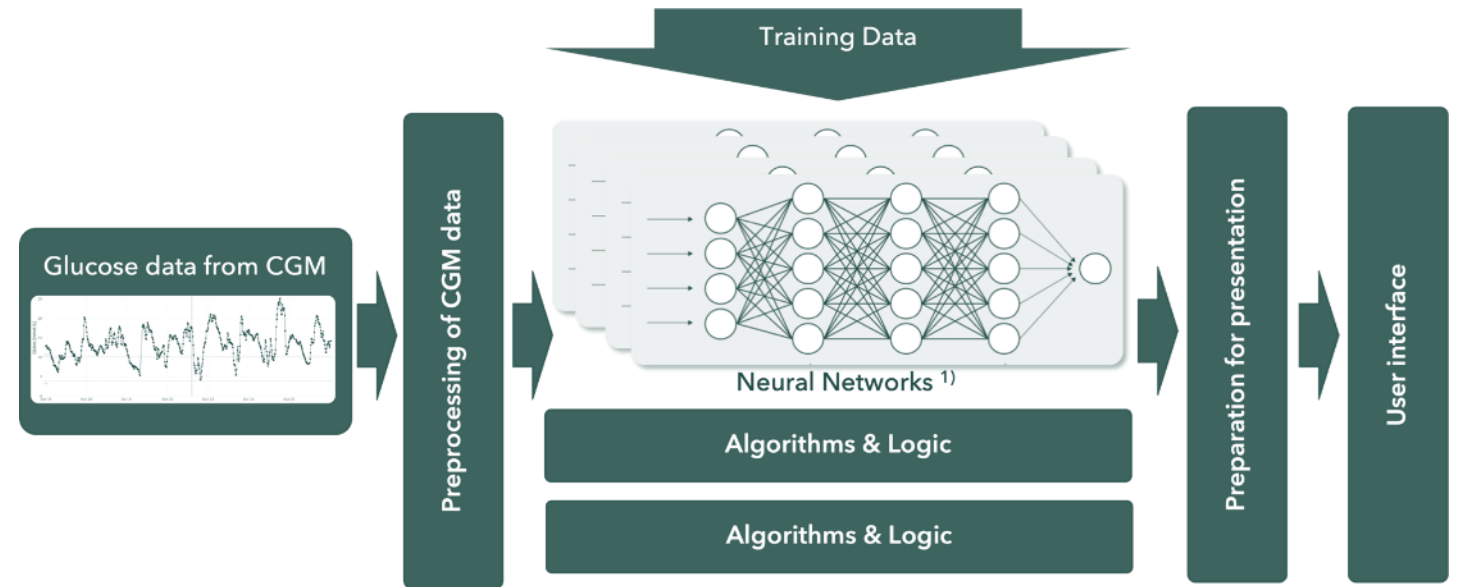 Training Data
Glucose data from CGM
Preprocessing of CGM data
Neural Networks ¹⁾
Algorithms & Logic
Algorithms & Logic
Preparation for presentation
User interface